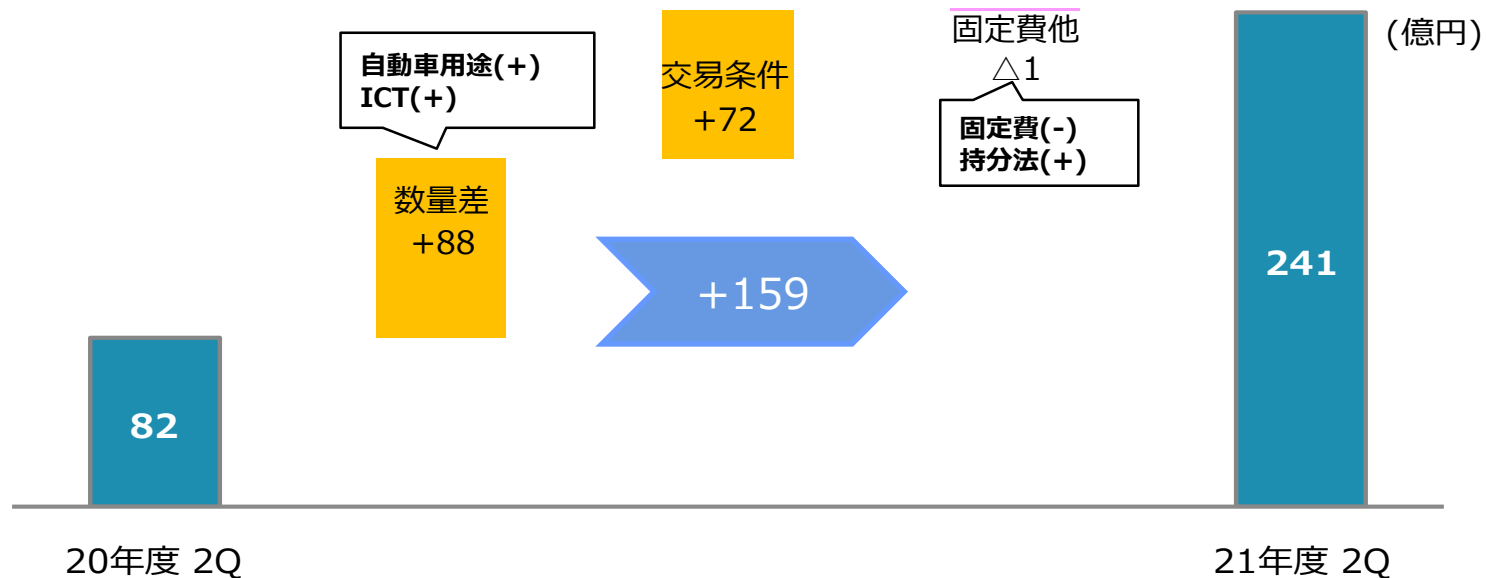 (億円)
自動車用途(+)
ICT(+)
数量差
+88
交易条件
+72
固定費他
△1
固定費(-)
持分法(+)
+159
82
241
20年度 2Q
21年度 2Q